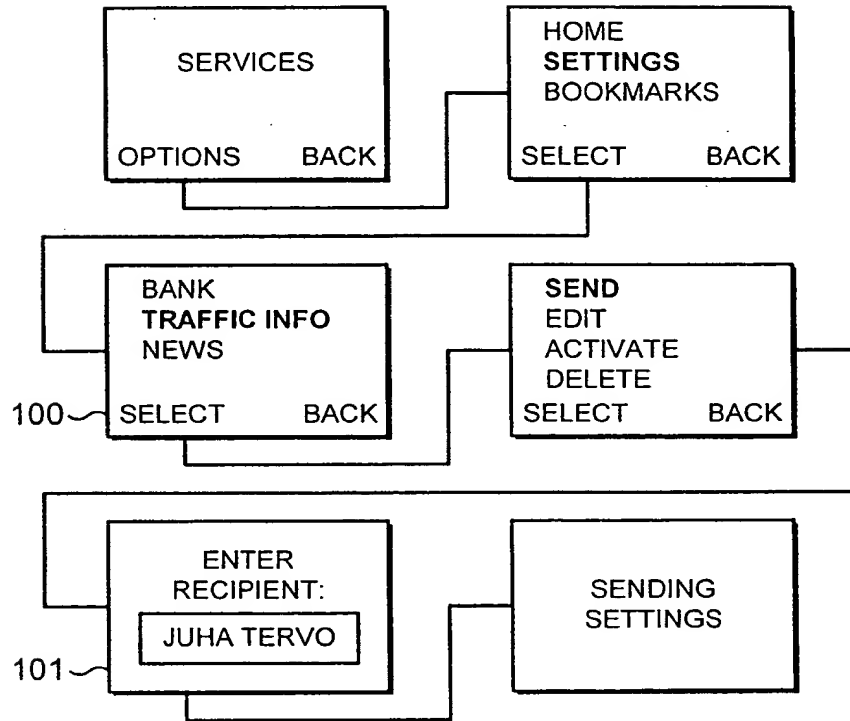 SERVICES
OPTIONS BACK
HOME
SETTINGS
BOOKMARKS
SELECT BACK
BANK
TRAFFIC INFO
NEWS
100 SELECT BACK
SEND
EDIT
ACTIVATE
DELETE
SELECT BACK
ENTER
RECIPIENT:
JUHA TERVO
101
SENDING
SETTINGS